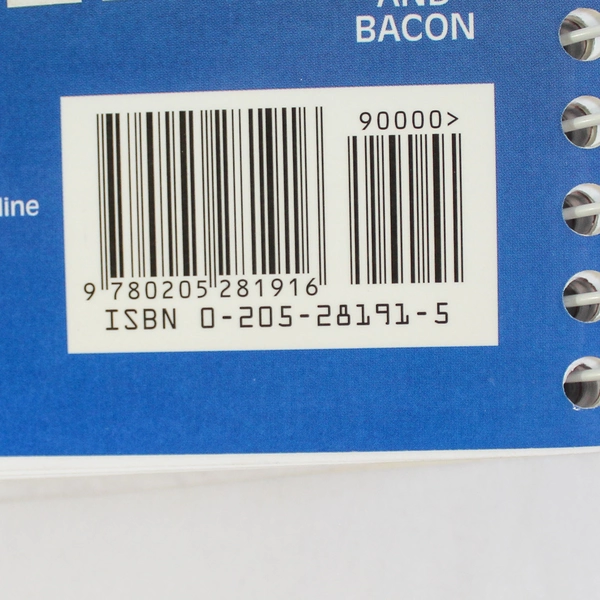 AND
BACON
90000>
line
9 780205 281916
ISBN 0-205-28191-5